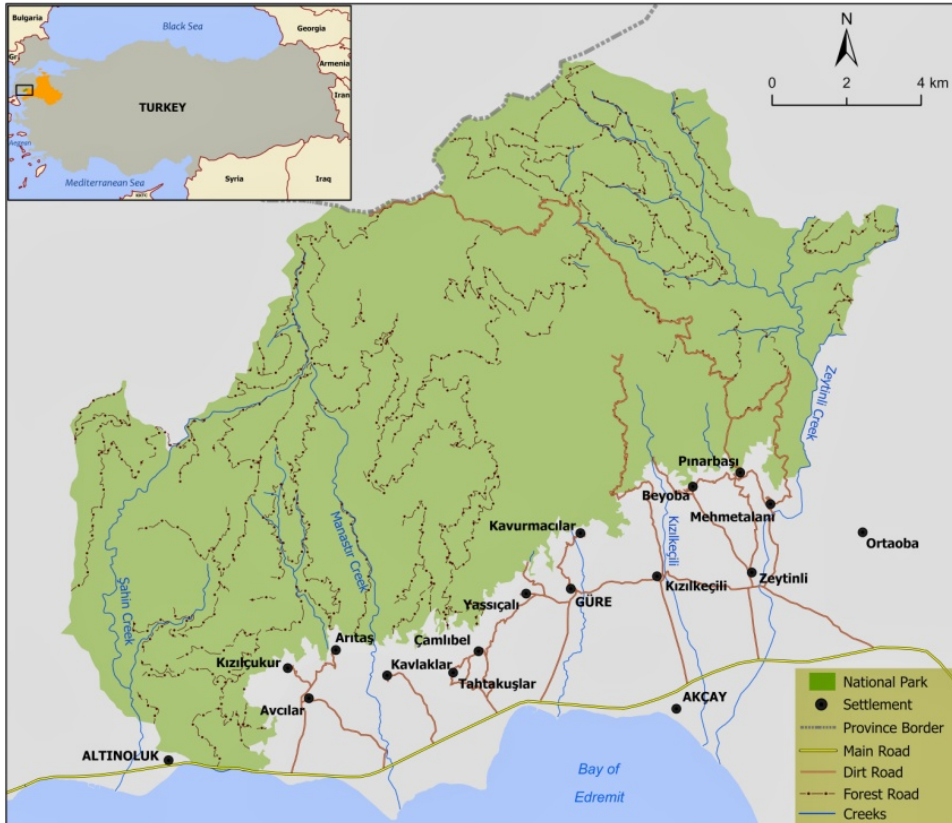 Bulgaria
Black Sea
Georgia
Gr.
Armenia
Iran
TURKEY
Aegean
Mediterranean Sea
Syria
Iraq
N
0 2 4 km
Zeytinli Creek
Pınarbaşı
Beyoba
Mehmetalanı
Kavurmacılar
Kızılkeçili
Ortaoba
Manastır Creek
Şahin Creek
Yassıçalı
GÜRE
Kızılkeçili
Zeytinli
Arıtaş
Çamlıbel
Kızılçukur
Kavlaklar
Tahtakuşlar
Avcılar
AKÇAY
ALTINOLUK
Bay of
Edremit
National Park
Settlement
Province Border
Main Road
Dirt Road
Forest Road
Creeks